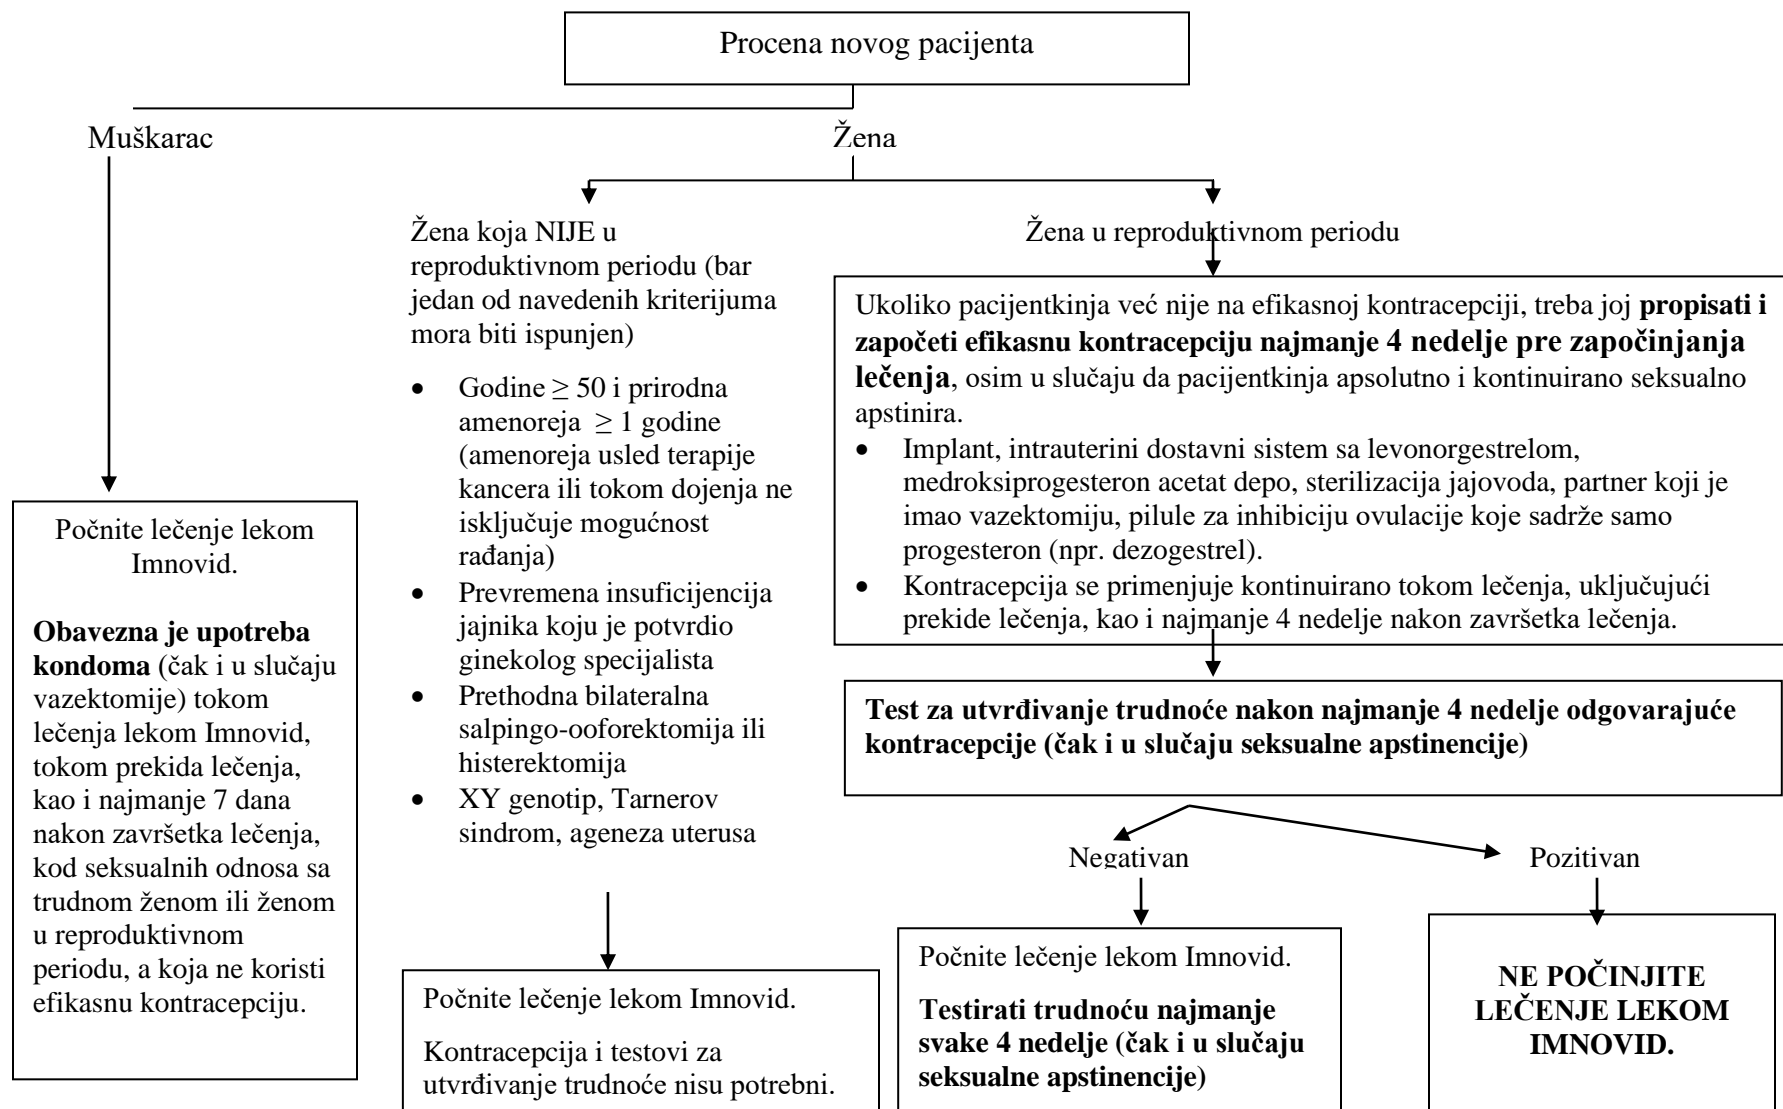 Procena novog pacijenta
Muškarac
Žena
Počnite lečenje lekom
Imnovid.
Obavezna je upotreba
kondoma (čak i u slučaju
vazektomije) tokom
lečenja lekom Imnovid,
tokom prekida lečenja,
kao i najmanje 7 dana
nakon završetka lečenja,
kod seksualnih odnosa sa
trudnom ženom ili ženom
u reproduktivnom
periodu, a koja ne koristi
efikasnu kontracepciju.
Žena koja NIJE u
reproduktivnom periodu (bar
jedan od navedenih kriterijuma
mora biti ispunjen)
• Godine ≥ 50 i prirodna
amenoreja ≥ 1 godine
(amenoreja usled terapije
kancera ili tokom dojenja ne
isključuje mogućnost
rađanja)
• Prevremena insuficijencija
jajnika koju je potvrdio
ginekolog specijalista
• Prethodna bilateralna
salpingo-ooforektomija ili
histerektomija
• XY genotip, Tarnerov
sindrom, ageneza uterusa
Počnite lečenje lekom Imnovid.
Kontracepcija i testovi za
utvrđivanje trudnoće nisu potrebni.
Žena u reproduktivnom periodu
Ukoliko pacijentkinja već nije na efikasnoj kontracepciji, treba joj propisati i
započeti efikasnu kontracepciju najmanje 4 nedelje pre započinjanja
lečenja, osim u slučaju da pacijentkinja apsolutno i kontinuirano seksualno
apstinira.
• Implant, intrauterini dostavni sistem sa levonorgestrelom,
medroksiprogesteron acetat depo, sterilizacija jajovoda, partner koji je
imao vazektomiju, pilule za inhibiciju ovulacije koje sadrže samo
progesteron (npr. dezogestrel).
• Kontracepcija se primenjuje kontinuirano tokom lečenja, uključujući
prekide lečenja, kao i najmanje 4 nedelje nakon završetka lečenja.
Test za utvrđivanje trudnoće nakon najmanje 4 nedelje odgovarajuće
kontracepcije (čak i u slučaju seksualne apstinencije)
Negativan
Pozitivan
Počnite lečenje lekom Imnovid.
Testirati trudnoću najmanje
svake 4 nedelje (čak i u slučaju
seksualne apstinencije)
NE POČINJITE
LEČENJE LEKOM
IMNOVID.